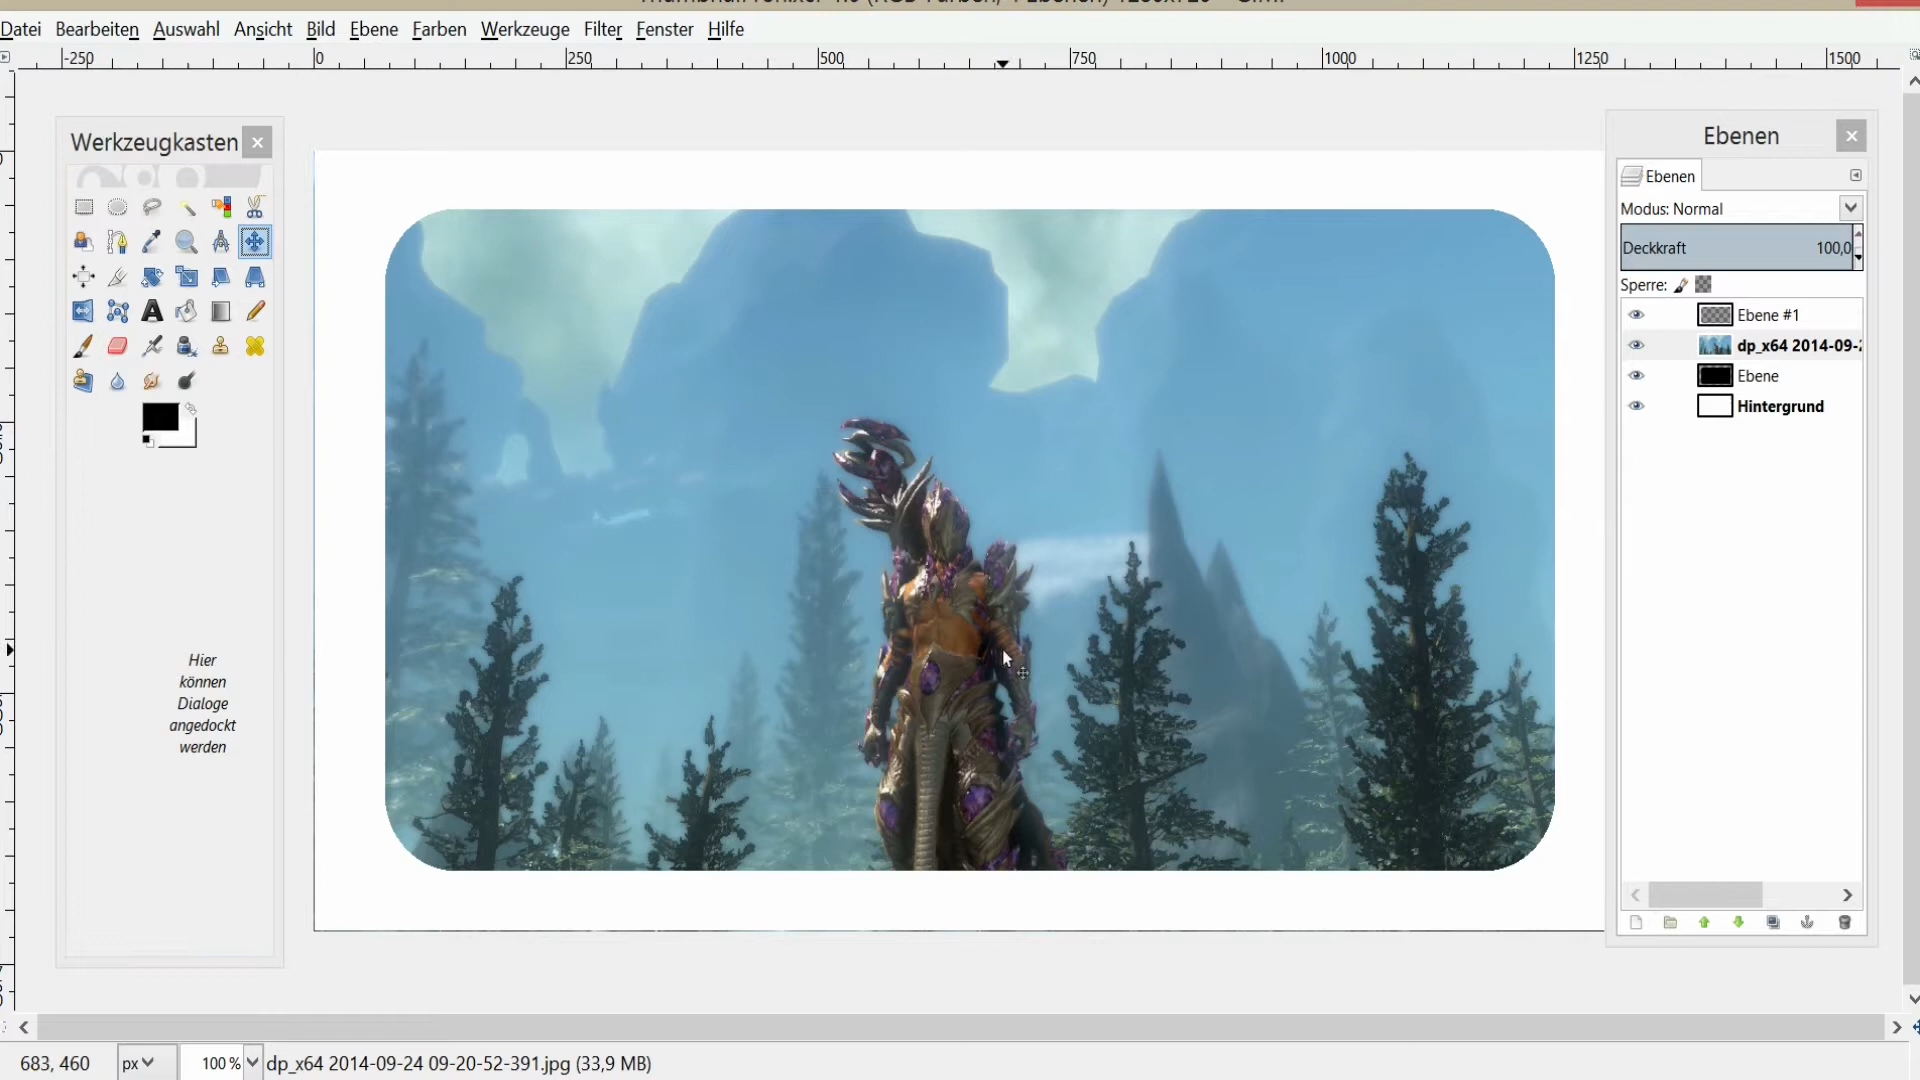 Datei Bearbeiten Auswahl Ansicht Bild Ebene Farben Werkzeuge Filter Fenster Hilfe
-250 0 250 500 750 1000 1250 1500
Werkzeugkasten
Hier
können
Dialoge
angedockt
werden
Ebenen
Ebenen
Modus: Normal
Deckkraft 100,0
Sperre:
Ebene #1
dp_x64 2014-09-2
Ebene
Hintergrund
683, 460 px 100 % dp_x64 2014-09-24 09-20-52-391.jpg (33,9 MB)